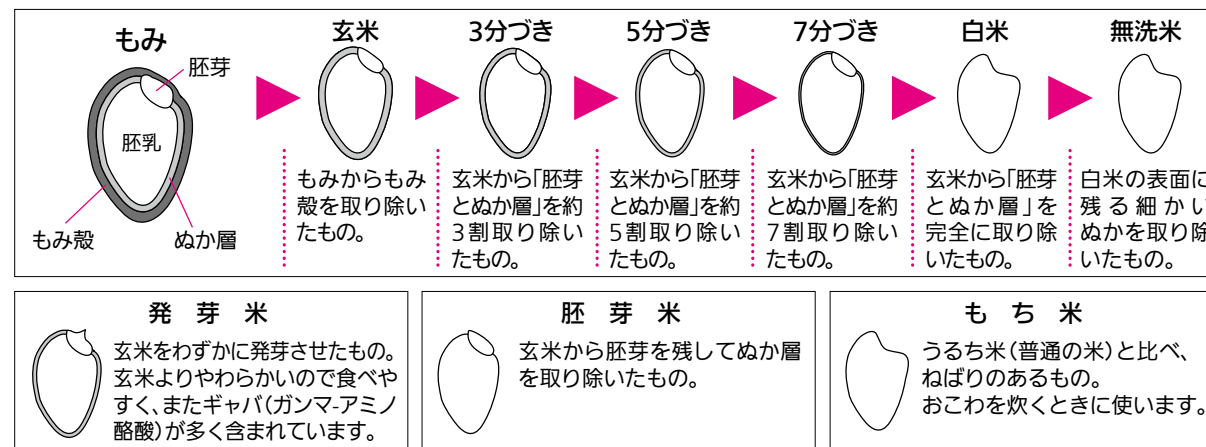 もみ
胚芽
胚乳
もみ殻
ぬか層
玄米
もみからもみ
殻を取り除い
たもの。
3分づき
玄米から「胚芽
とぬか層」を約
3割取り除い
たもの。
5分づき
玄米から「胚芽
とぬか層」を約
5割取り除い
たもの。
7分づき
玄米から「胚芽
とぬか層」を約
7割取り除い
たもの。
白米
玄米から「胚芽
とぬか層」を
完全に取り除
いたもの。
無洗米
白米の表面に
残る細かい
ぬかを取り除
いたもの。
発芽米
玄米をわずかに発芽させたもの。
玄米よりやわらかいので食べや
すく、またギャバ(ガンマ-アミノ
酪酸)が多く含まれています。
胚芽米
玄米から胚芽を残してぬか層
を取り除いたもの。
もち米
うるち米(普通の米)と比べ、
ねばりのあるもの。
おこわを炊くときに使います。